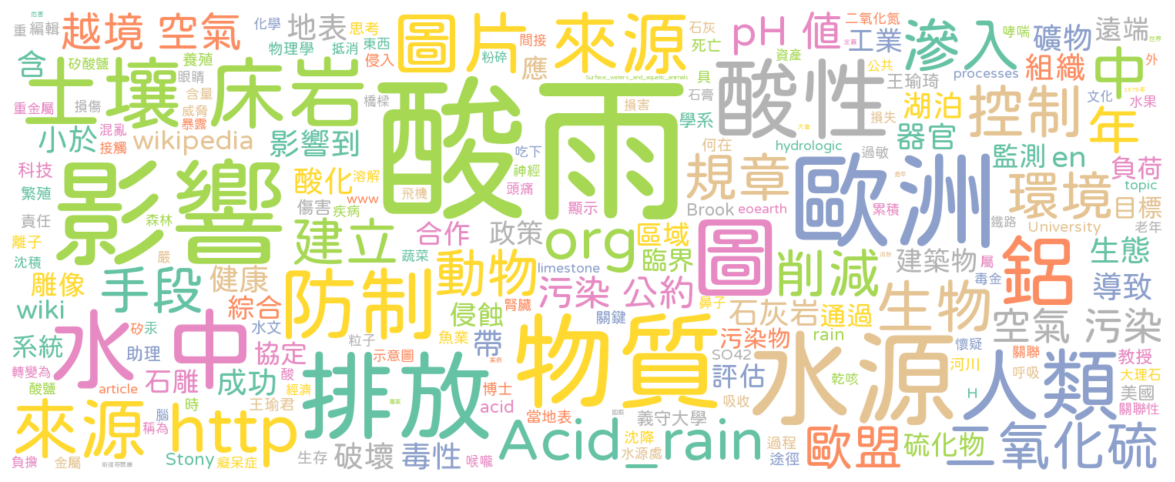 危害
重 編輯 越境 空氣 地表 化學 思考 圖片 來源 間接 石灰 二氧化氮 pH 值 工業 滲入 哮喘 礦物 遠端
物理學 抵消 東西 粉碎 死亡 資產 外
含 矽酸鹽 養殖 應 侵入 Surface_waters_and_aquatic_animals 具 公共 王瑜琦 processes 組織 中
土壤 床岩 眼睛 酸雨 損害 石膏 酸性 文化 水果
重金屬 損傷 含量 威脅 橋樑 湖泊 控制 年
混亂 暴露 學系 大廈 損失
小於 接觸 wikipedia 影響到 吃下 何在 hydrologic 器官 監測 en 負荷
科技 影響 酸化 溶解 飛機 神經 規章 過敏 歐洲 環境 topic
繁殖 www 頭痛 目標
責任 森林 傷害 疾病 顯示 Brook eoearth 累積 鐵路 University 老年
離子 嚴 建立 合作 政策 org 區域 圖 削減 建築物 屬 鋁 生態
沈積 蔬菜 limestone 臨界 毒金
雕像 手段 健康 動物 污染 公約 鼻子 生物 導致
wiki 綜合 防制 侵蝕 腎臟 關鍵 石灰岩 通過 空氣 污染
水中 矽 汞 水文 粒子 魚業 帶 物質 污染物 rain 懷疑
系統 助理 協定 示意圖 SO42 水源 河川 關聯 教授
轉變為 排放 評估 乾咳 呼吸 大理石
酸鹽 article 石雕 成功 酸 經濟 博士 吸收 H 人類 美國
來源 http 王瑜君 時 acid 當地表 義守大學 關聯性
腦 稱為 Acid_rain 沈降 過程 歐盟 硫化物 二氧化硫
負擔 金屬 Stony 癡呆症 生存 破壞 毒性 喉嚨 水源處 途徑